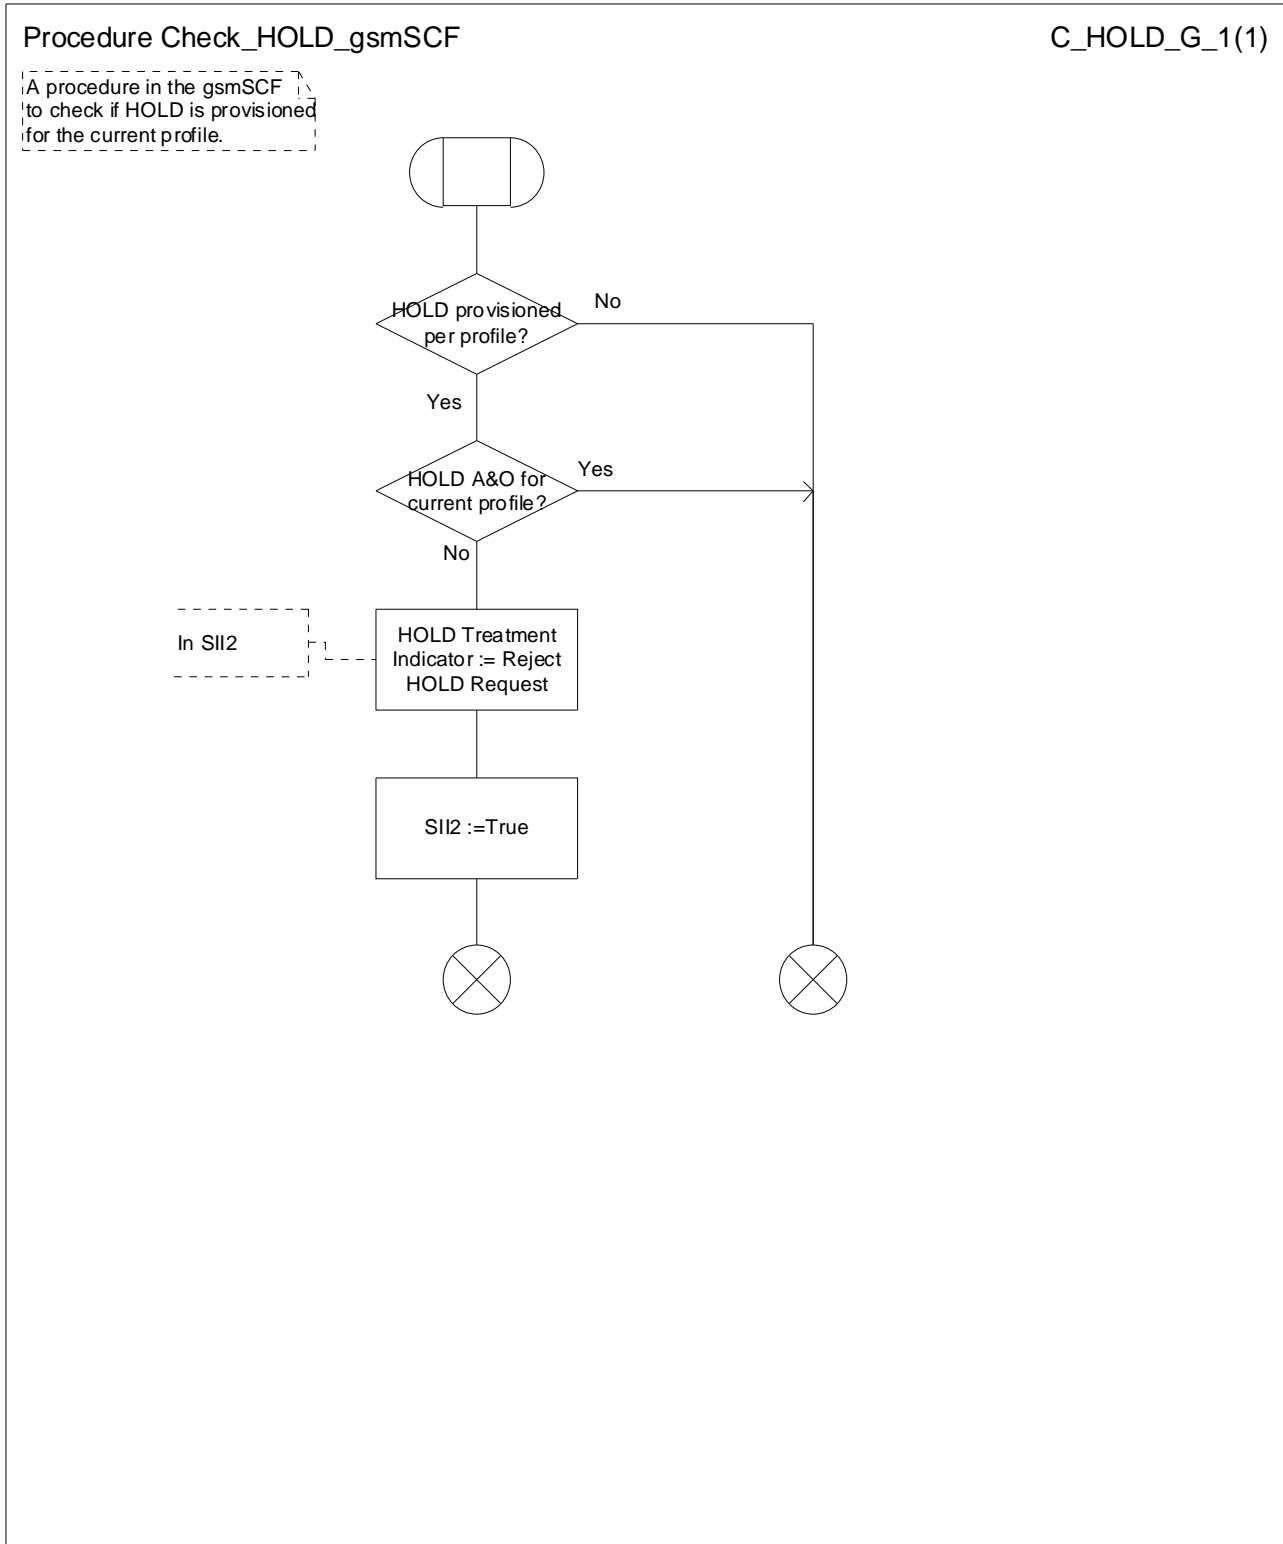 Procedure Check_HOLD_gsmSCF
C_HOLD_G_1(1)
A procedure in the gsmSCF
to check if HOLD is provisioned
for the current profile.
HOLD provisioned
per profile?
No
Yes
HOLD A&O for
current profile?
Yes
No
In SII2
HOLD Treatment
Indicator := Reject
HOLD Request
SII2 :=True